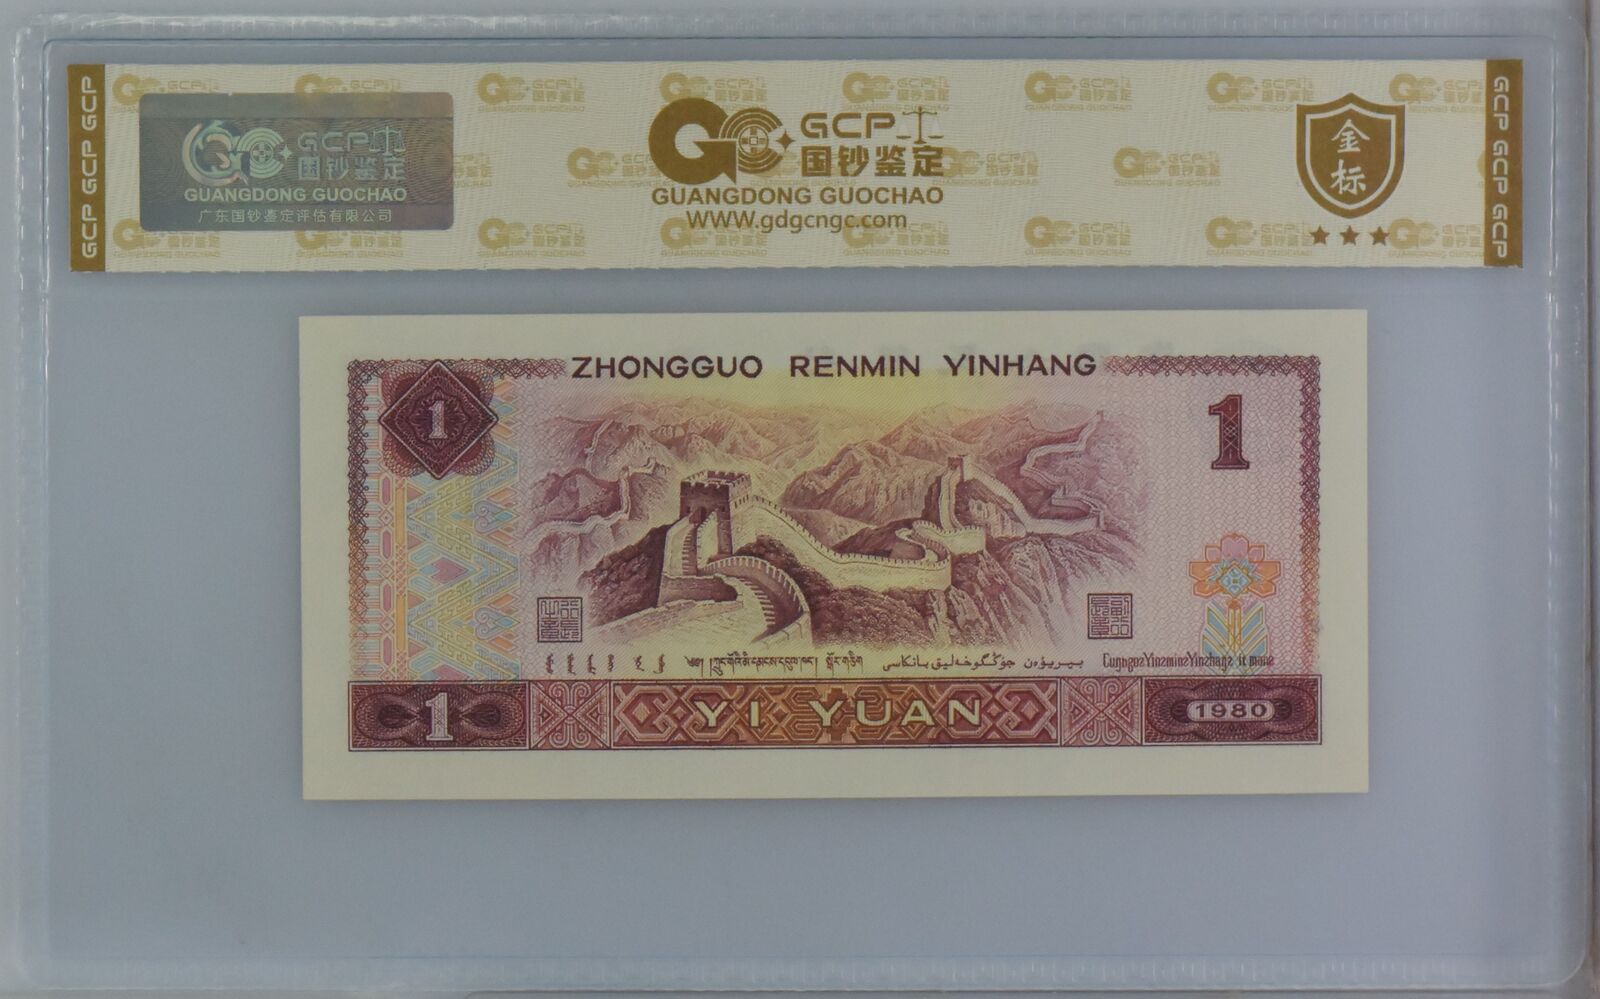 GCP GCP GCP
GCP
国钞鉴定
GUANGDONG GUOCHAO
广东国钞鉴定评估有限公司
GCP
国钞鉴定
GUANGDONG GUOCHAO
WWW.gdgcngc.com
金标
GCP GCP GCP
ZHONGGUO RENMIN YINHANG
1
1
1
YI YUAN
1980